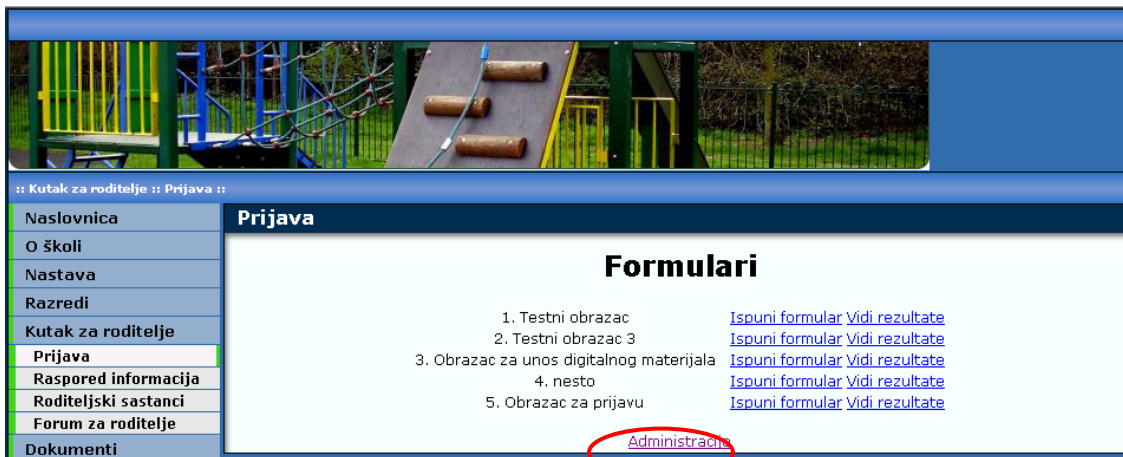 :: Kutak za roditelje :: Prijava ::
Naslovnica
O školi
Nastava
Razredi
Kutak za roditelje
Prijava
Raspored informacija
Roditeljski sastanci
Forum za roditelje
Dokumenti
Prijava
Formulari
1. Testni obrazac Ispuni formular Vidi rezultate
2. Testni obrazac 3 Ispuni formular Vidi rezultate
3. Obrazac za unos digitalnog materijala Ispuni formular Vidi rezultate
4. nesto Ispuni formular Vidi rezultate
5. Obrazac za prijavu Ispuni formular Vidi rezultate
Administracija